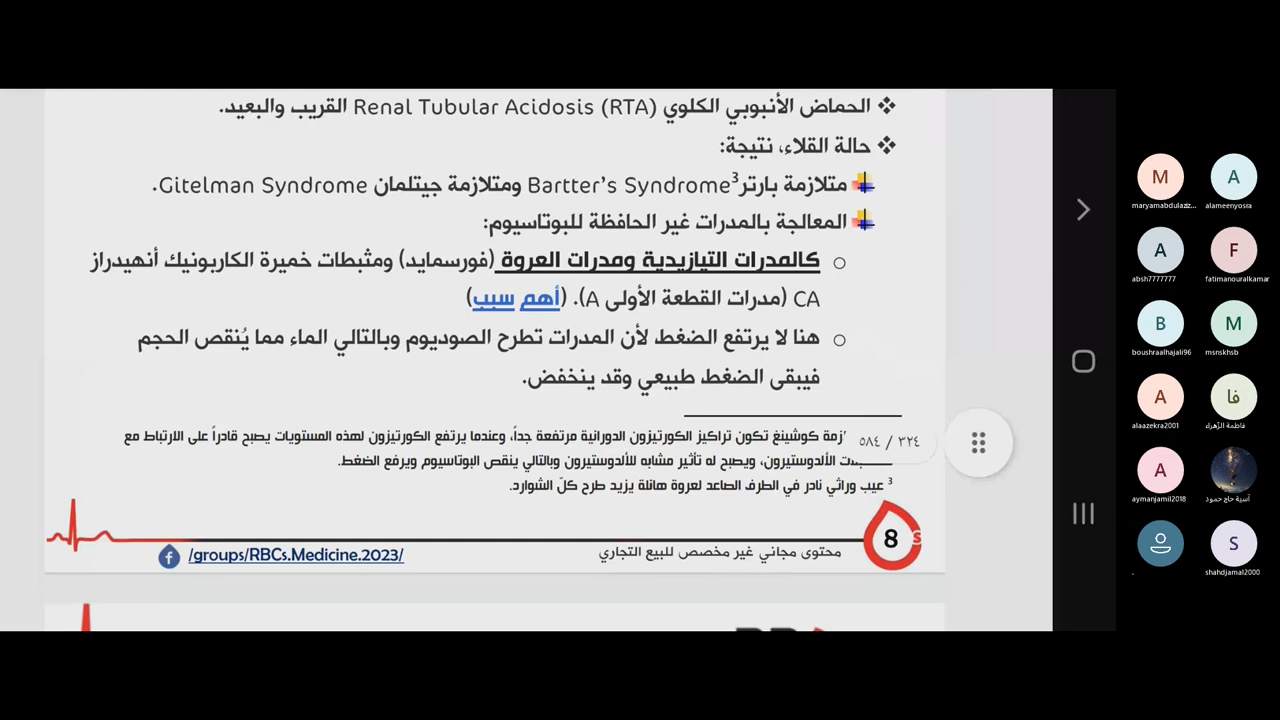 ❖ الحماض الأنبوبي الكلوي Renal Tubular Acidosis (RTA) القريب والبعيد.
❖ حالة القلاء، نتيجة:
متلازمة بارتر Bartter's Syndrome³ ومتلازمة جيتلمان Gitelman Syndrome.
المعالجة بالمدرات غير الحافظة للبوتاسيوم:
o كالمدرات التيازيدية ومدرات العروة (فورسمايد) ومثبطات خميرة الكاربونيك أنهيدراز
CA (مدرات القطعة الأولى A). (أهم سبب)
o هنا لا يرتفع الضغط لأن المدرات تطرح الصوديوم وبالتالي الماء مما يُنقص الحجم
فيبقى الضغط طبيعي وقد ينخفض.
زمة كوشينغ تكون تراكيز الكورتيزون الدورانية مرتفعة جداً، وعندما يرتفع الكورتيزون لهذه المستويات يصبح قادراً على الارتباط مع
الألدوستيرون، ويصبح له تأثير مشابه للألدوستيرون وبالتالي ينقص البوتاسيوم ويرفع الضغط.
³ عيب وراثي نادر في الطرف الصاعد لعروة هانلة يزيد طرح كلّ الشوارد.
٣٢٤ / ٥٨٤
8
محتوى مجاني غير مخصص للبيع التجاري
/groups/RBCs.Medicine.2023/
M
maryamabdulaziz...
A
alameenyosra
A
absh7777777
F
fatimanouralkamar
B
boushraalhajali96
M
msnskhsb
A
alaazekra2001
فا
فاطمة الزهراء
A
aymanjamil2018
آسية حاج حمود
S
shahdjamal2000